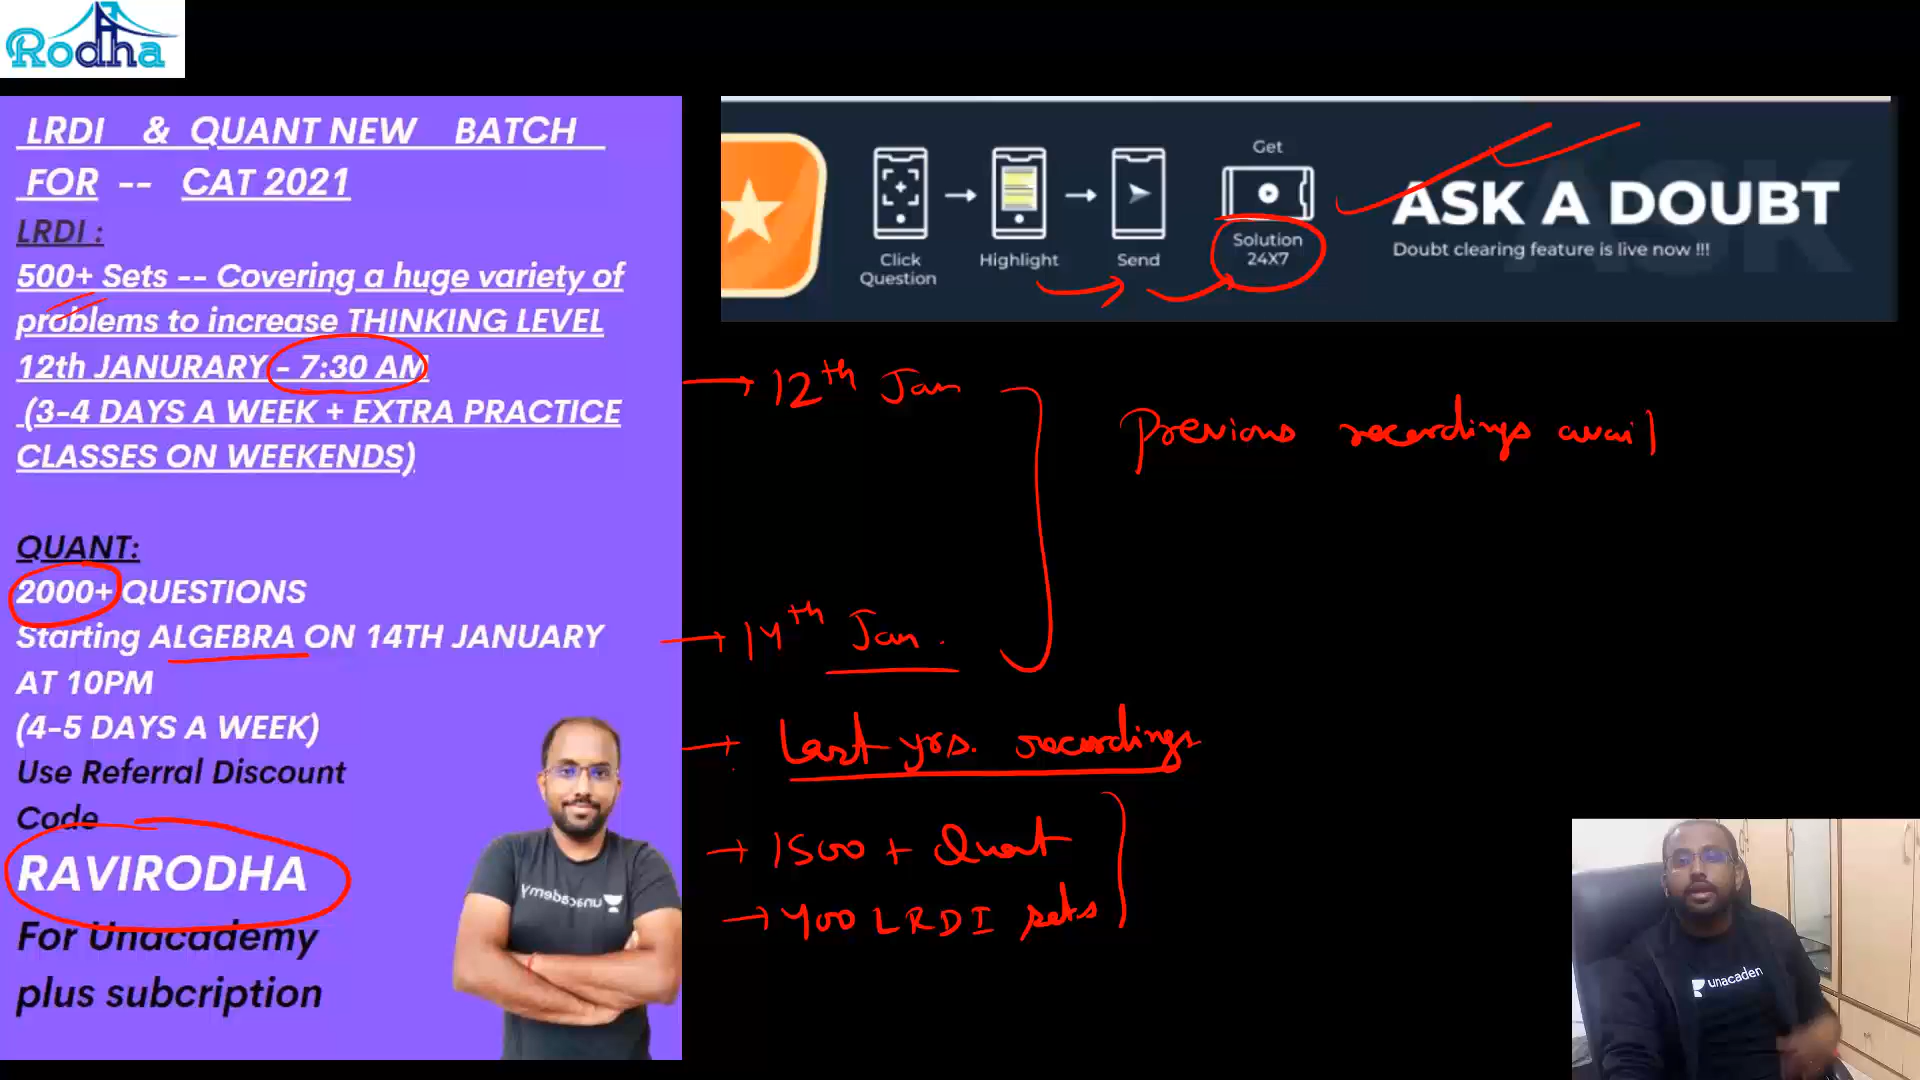 Rodha
LRDI & QUANT NEW BATCH
FOR -- CAT 2021
LRDI :
500+ Sets -- Covering a huge variety of
problems to increase THINKING LEVEL
12th JANURARY - 7:30 AM
(3-4 DAYS A WEEK + EXTRA PRACTICE
CLASSES ON WEEKENDS)
QUANT:
2000+ QUESTIONS
Starting ALGEBRA ON 14TH JANUARY
AT 10PM
(4-5 DAYS A WEEK)
Use Referral Discount
Code
RAVIRODHA
For Unacademy
plus subcription
unacademy
Click
Question
Highlight
Send
Get
Solution
24X7
ASK A DOUBT
Doubt clearing feature is live now !!!
ASK
12th Jan
Previous recordings avail
14th Jan.
Last yrs. recordings
1500 + Quant
400 LRDI sets
unacadem